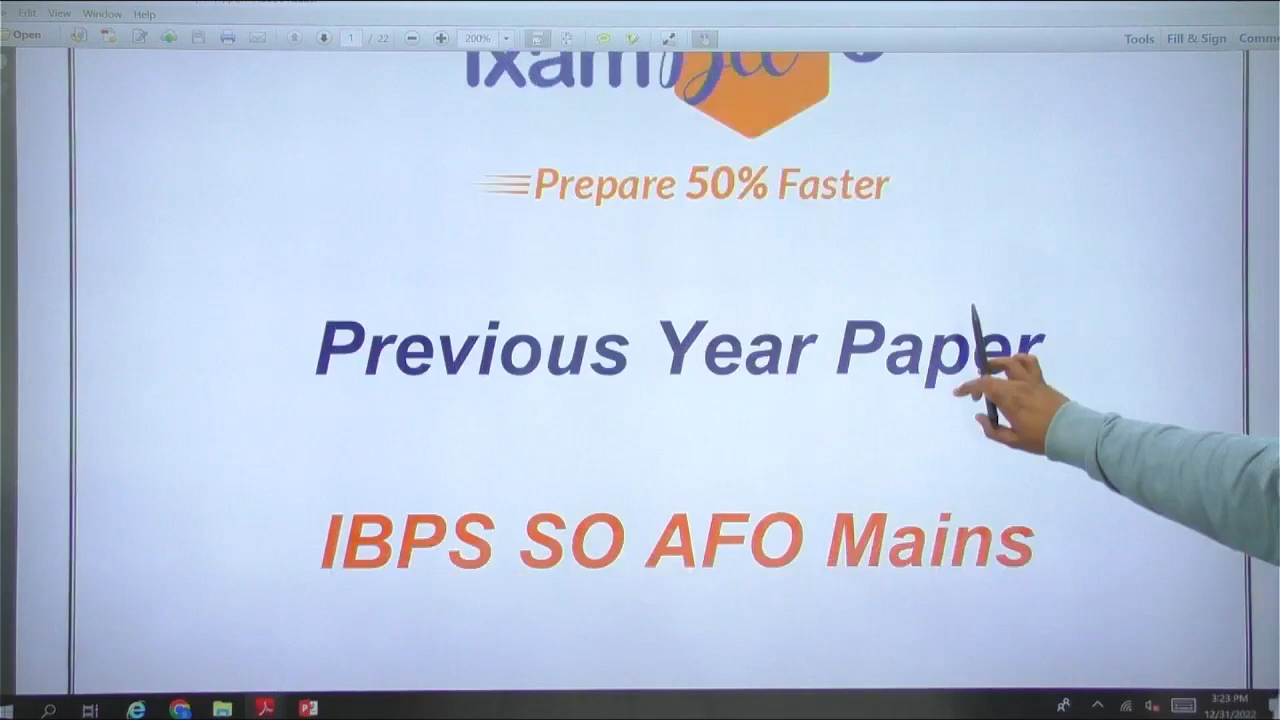 Edit View Window Help
Open 1 / 22 200% Tools Fill & Sign
ixamBee
Prepare 50% Faster
Previous Year Paper
IBPS SO AFO Mains
3:23 PM
12/31/2022